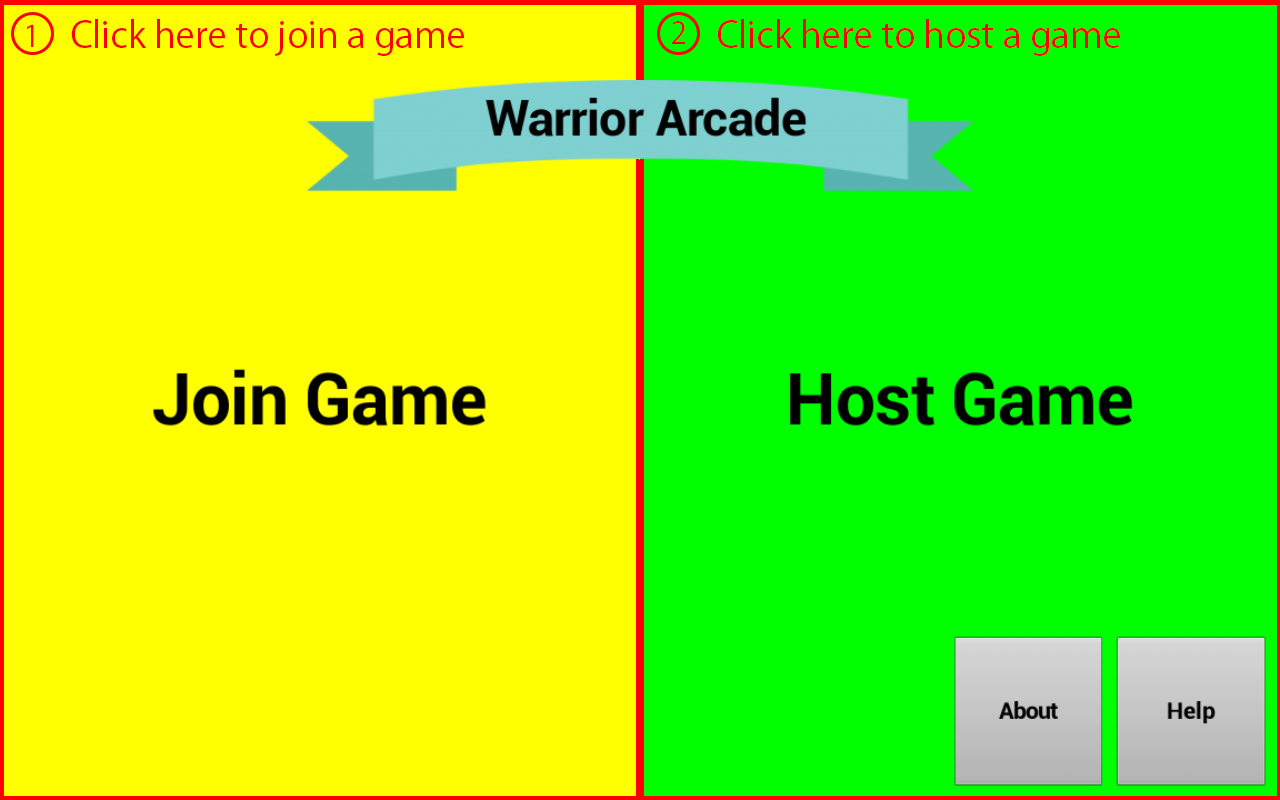 ① Click here to join a game
② Click here to host a game
Warrior Arcade
Join Game
Host Game
About
Help